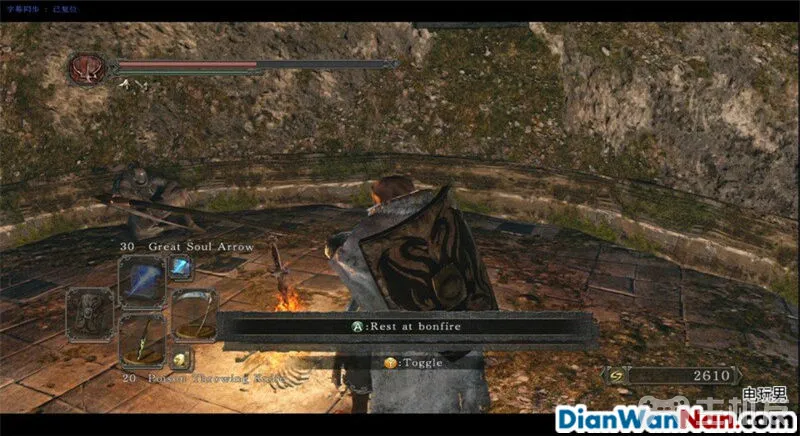 字幕同步 : 已复位
30 Great Soul Arrow
A:Rest at bonfire
Y:Toggle
20 Poison Throwing Knife
2610
电玩男
DianWanNan.com